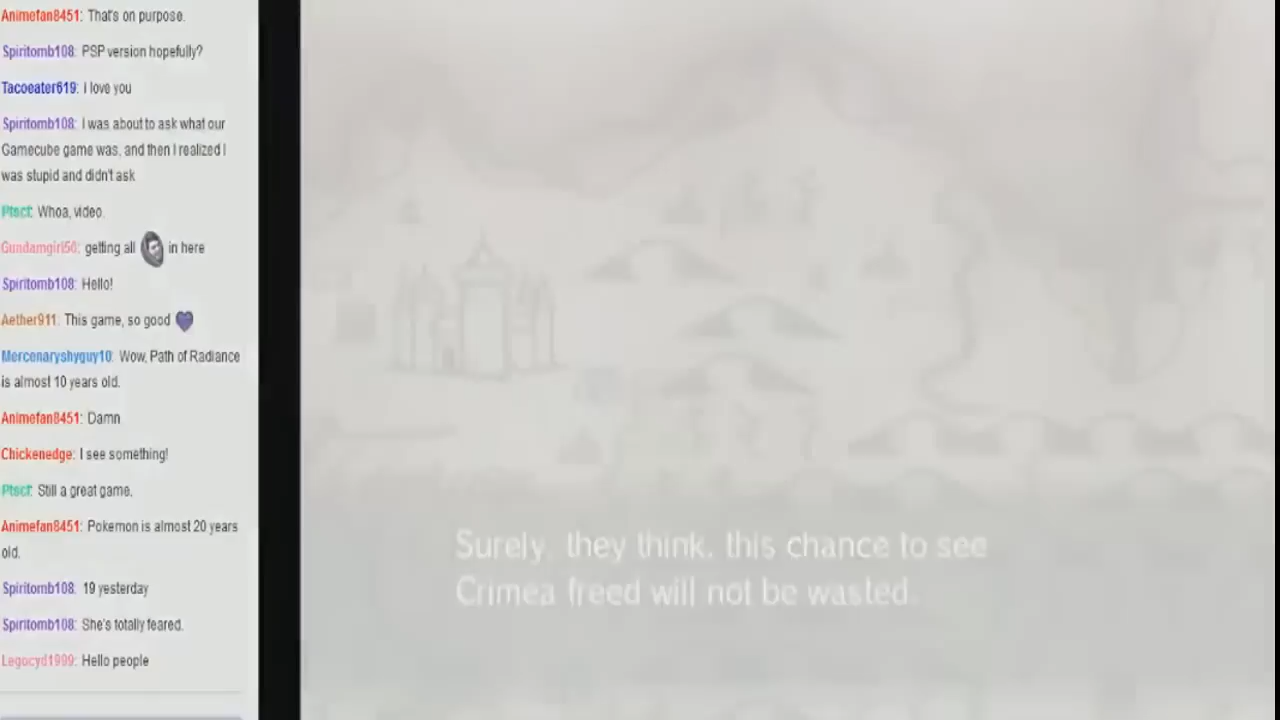 Animefan8451: That's on purpose.
Spiritomb108: PSP version hopefully?
Tacoeater619: I love you
Spiritomb108: I was about to ask what our
Gamecube game was, and then I realized I
was stupid and didn't ask
Ptscf: Whoa, video.
Gundamgirl56: getting all in here
Spiritomb108: Hello!
Aether911: This game, so good
Mercenaryshyguy10: Wow, Path of Radiance
is almost 10 years old.
Animefan8451: Damn
Chickenedge: I see something!
Ptscf: Still a great game.
Animefan8451: Pokemon is almost 20 years
old.
Spiritomb108: 19 yesterday
Spiritomb108: She's totally feared.
Legocyd1999: Hello people
Surely, they think, this chance to see
Crimea freed will not be wasted.